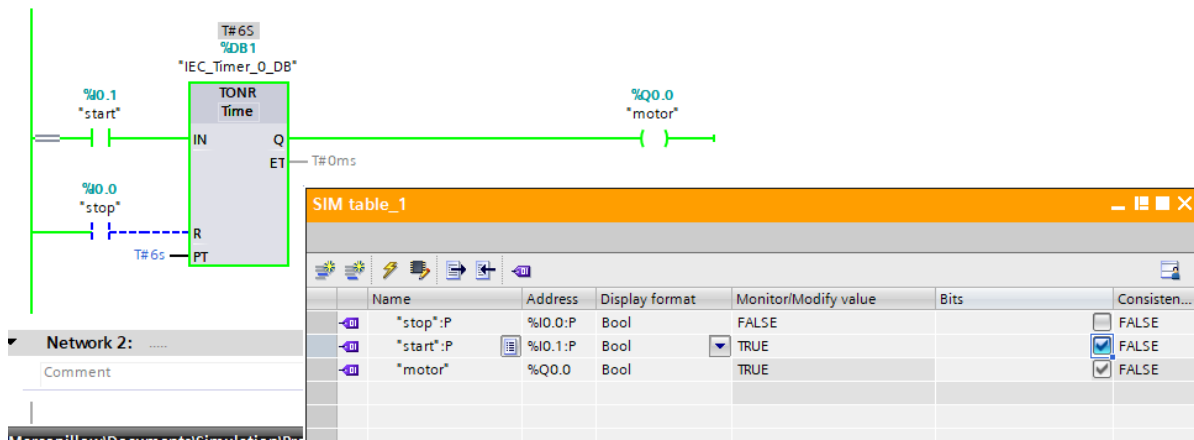 T#6S
%DB1
"IEC_Timer_0_DB"
%I0.1
"start"
TONR
Time
%Q0.0
"motor"
IN
Q
ET
T#0ms
%I0.0
"stop"
R
T#6s
PT
SIM table_1
Name Address Display format Monitor/Modify value Bits Consisten...
"stop":P %I0.0:P Bool FALSE FALSE
"start":P %I0.1:P Bool TRUE FALSE
"motor" %Q0.0 Bool TRUE FALSE
Network 2: .....
Comment